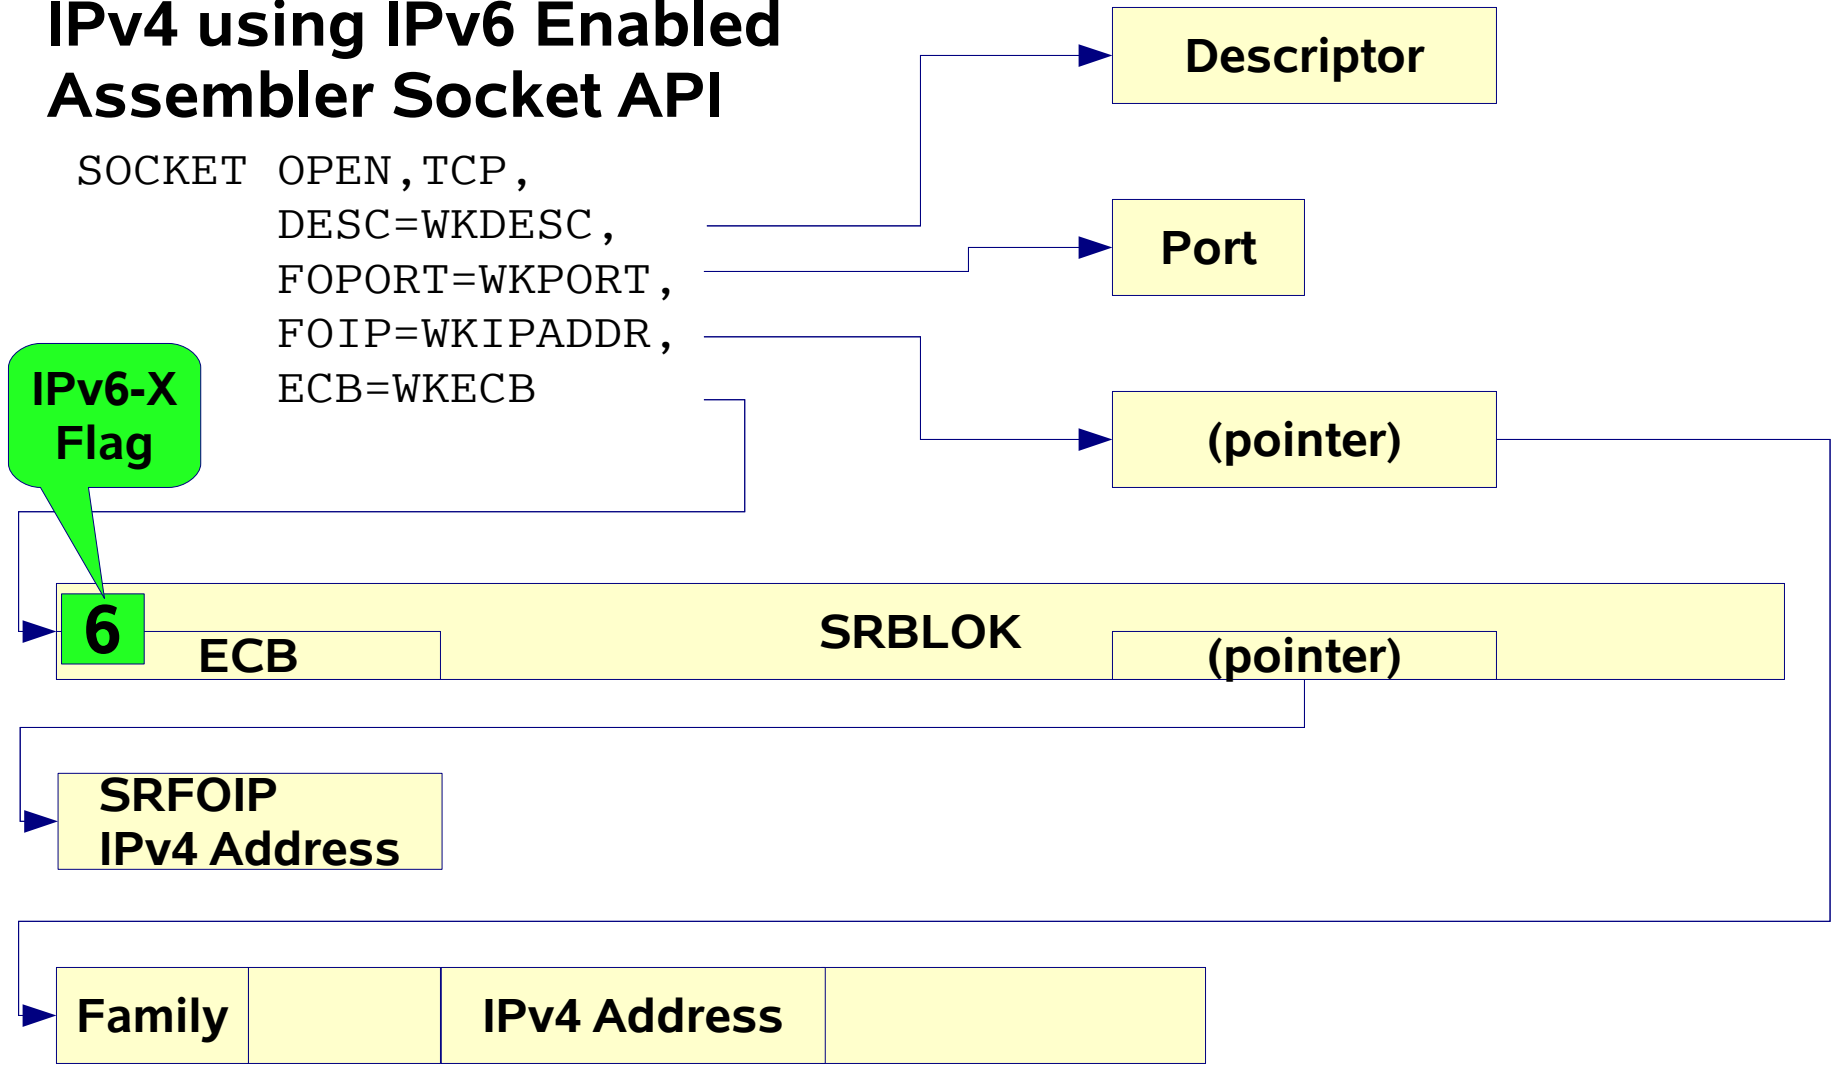 IPv4 using IPv6 Enabled
Assembler Socket API
SOCKET OPEN,TCP,
DESC=WKDESC,
FOPORT=WKPORT,
FOIP=WKIPADDR,
ECB=WKECB
Descriptor
Port
(pointer)
IPv6-X
Flag
6
ECB
SRBLOK
(pointer)
SRFOIP
IPv4 Address
Family
IPv4 Address